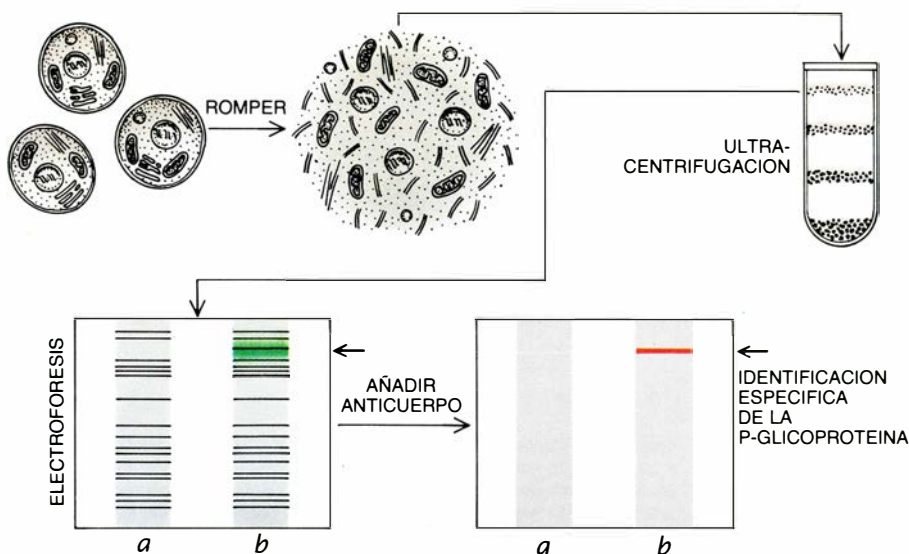 ROMPER
ULTRA-
CENTRIFUGACION
ELECTROFORESIS
AÑADIR
ANTICUERPO
IDENTIFICACION
ESPECIFICA
DE LA
P-GLICOPROTEINA
a
b
a
b